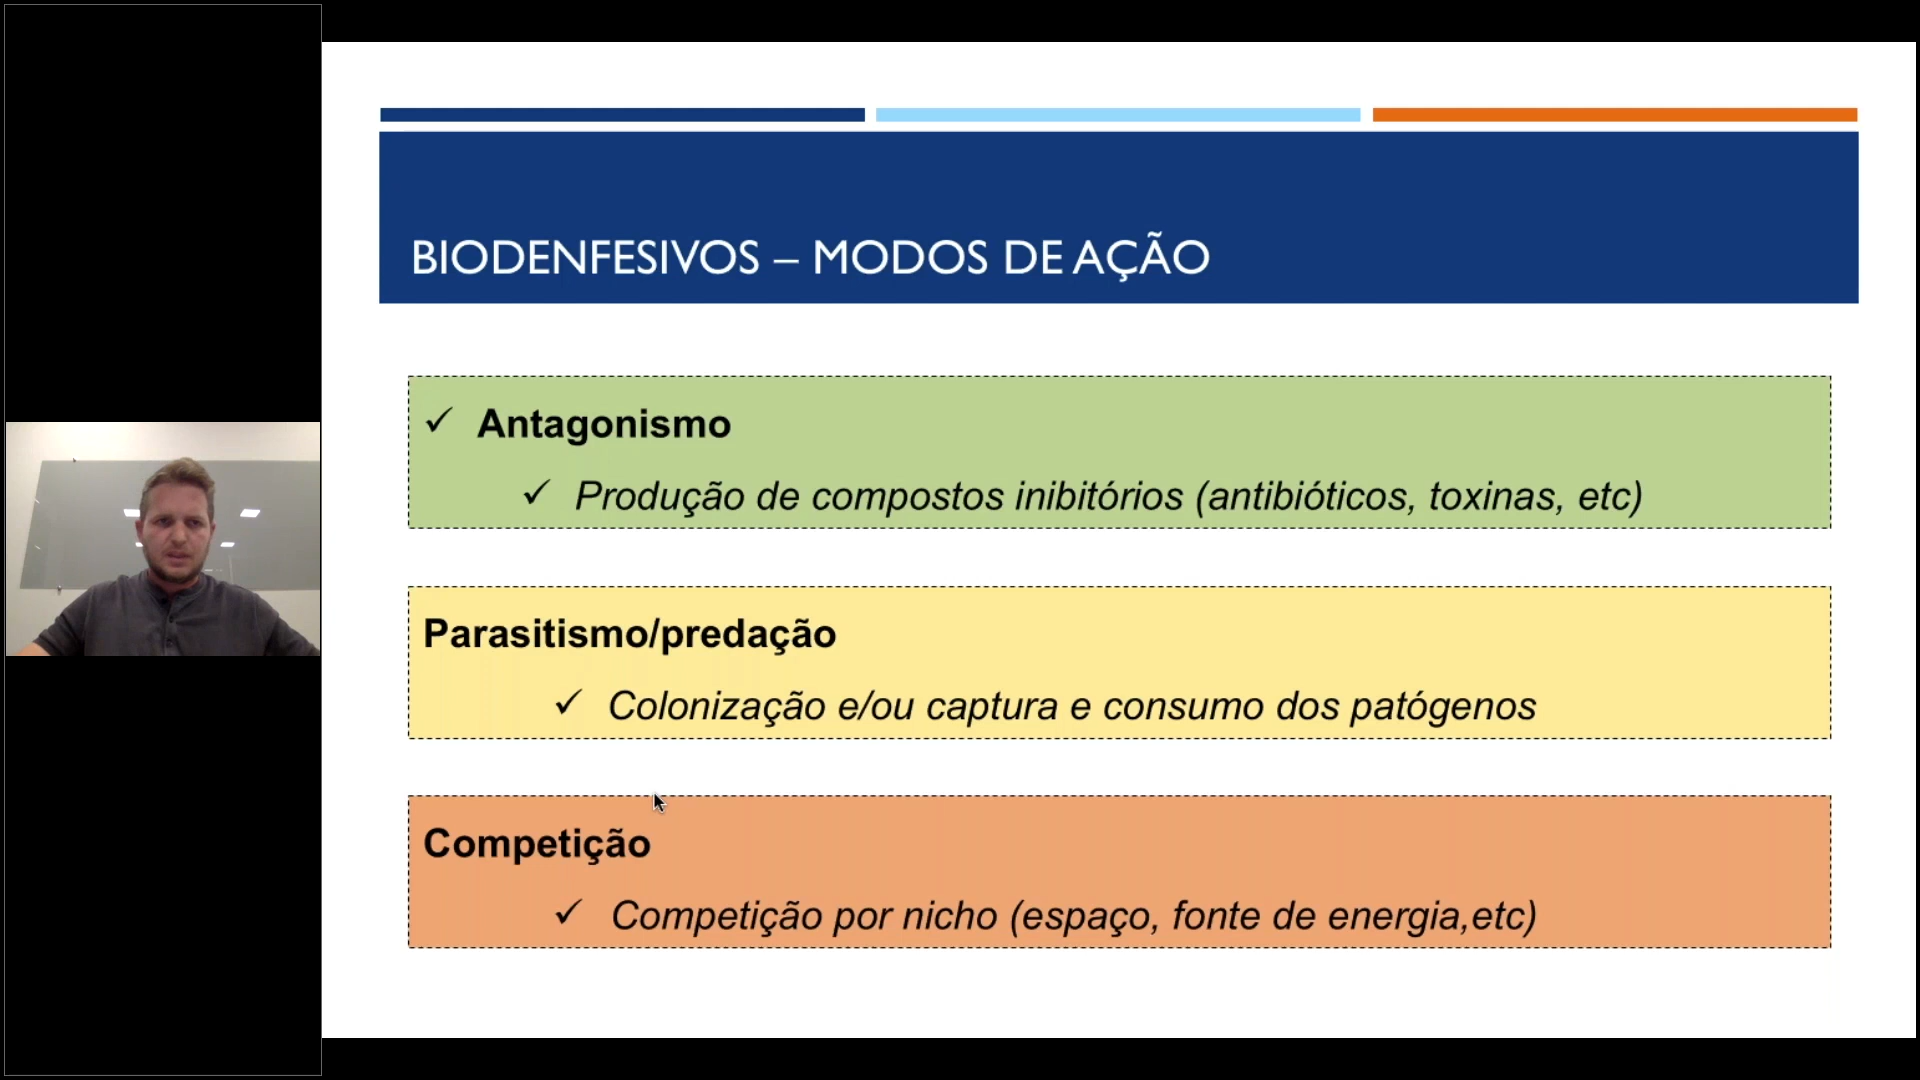 BIODENFESIVOS – MODOS DE AÇÃO
✓ Antagonismo
✓ Produção de compostos inibitórios (antibióticos, toxinas, etc)
Parasitismo/predação
✓ Colonização e/ou captura e consumo dos patógenos
Competição
✓ Competição por nicho (espaço, fonte de energia,etc)